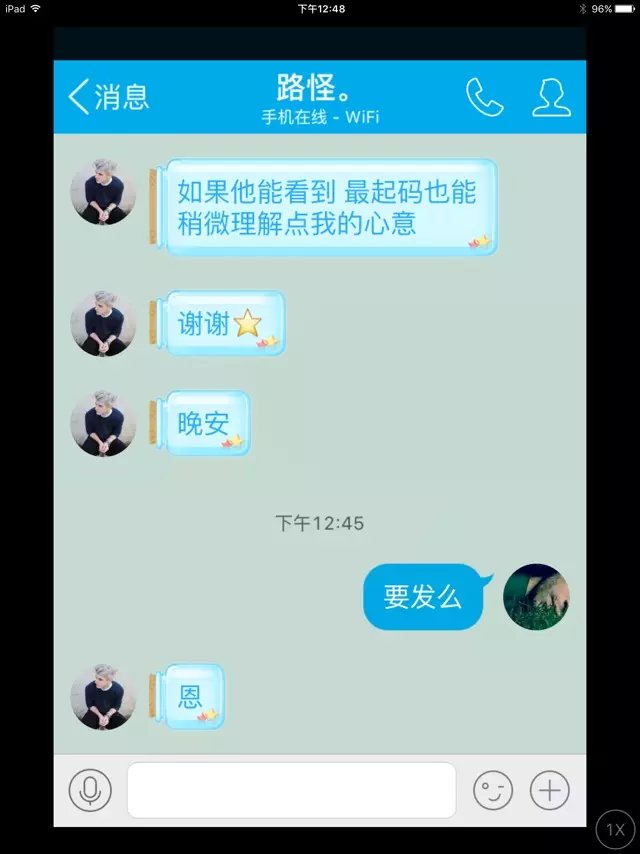 iPad 下午12:48 96%
消息
路怪。
手机在线 - WiFi
如果他能看到 最起码也能
稍微理解点我的心意
谢谢⭐
晚安
下午12:45
要发么
恩
1X